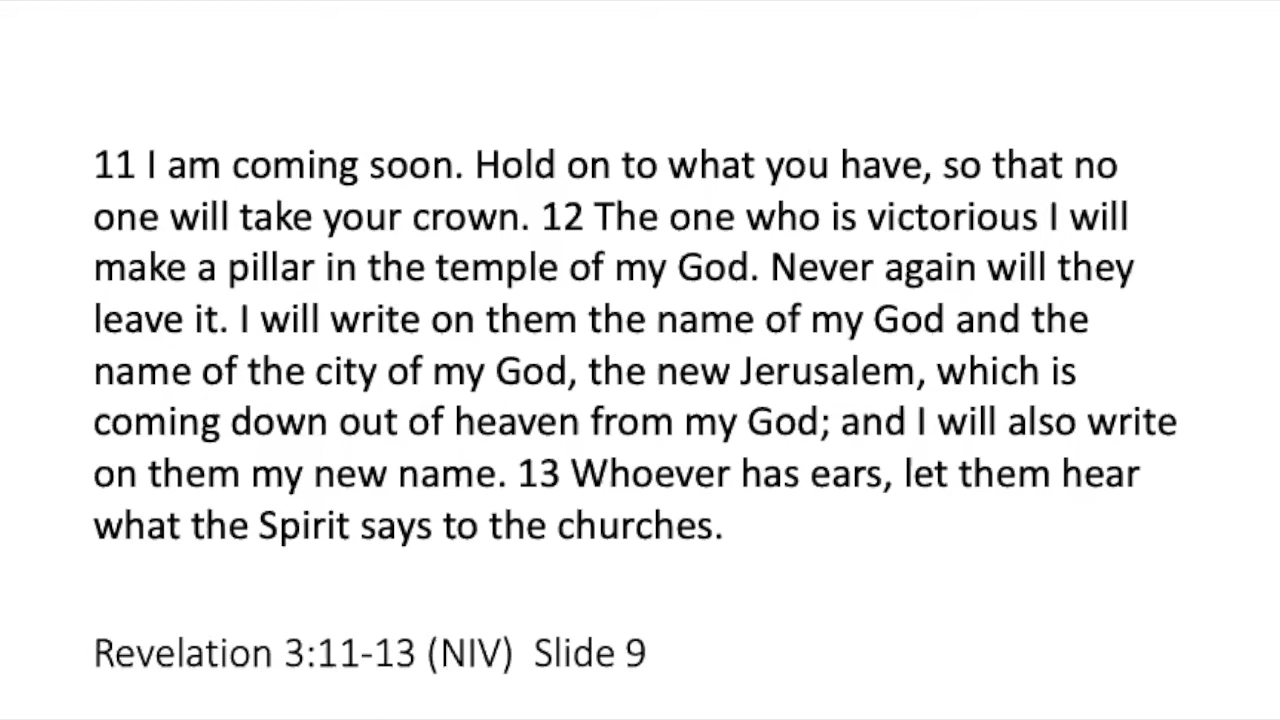 11 I am coming soon. Hold on to what you have, so that no
one will take your crown. 12 The one who is victorious I will
make a pillar in the temple of my God. Never again will they
leave it. I will write on them the name of my God and the
name of the city of my God, the new Jerusalem, which is
coming down out of heaven from my God; and I will also write
on them my new name. 13 Whoever has ears, let them hear
what the Spirit says to the churches.
Revelation 3:11-13 (NIV)  Slide 9